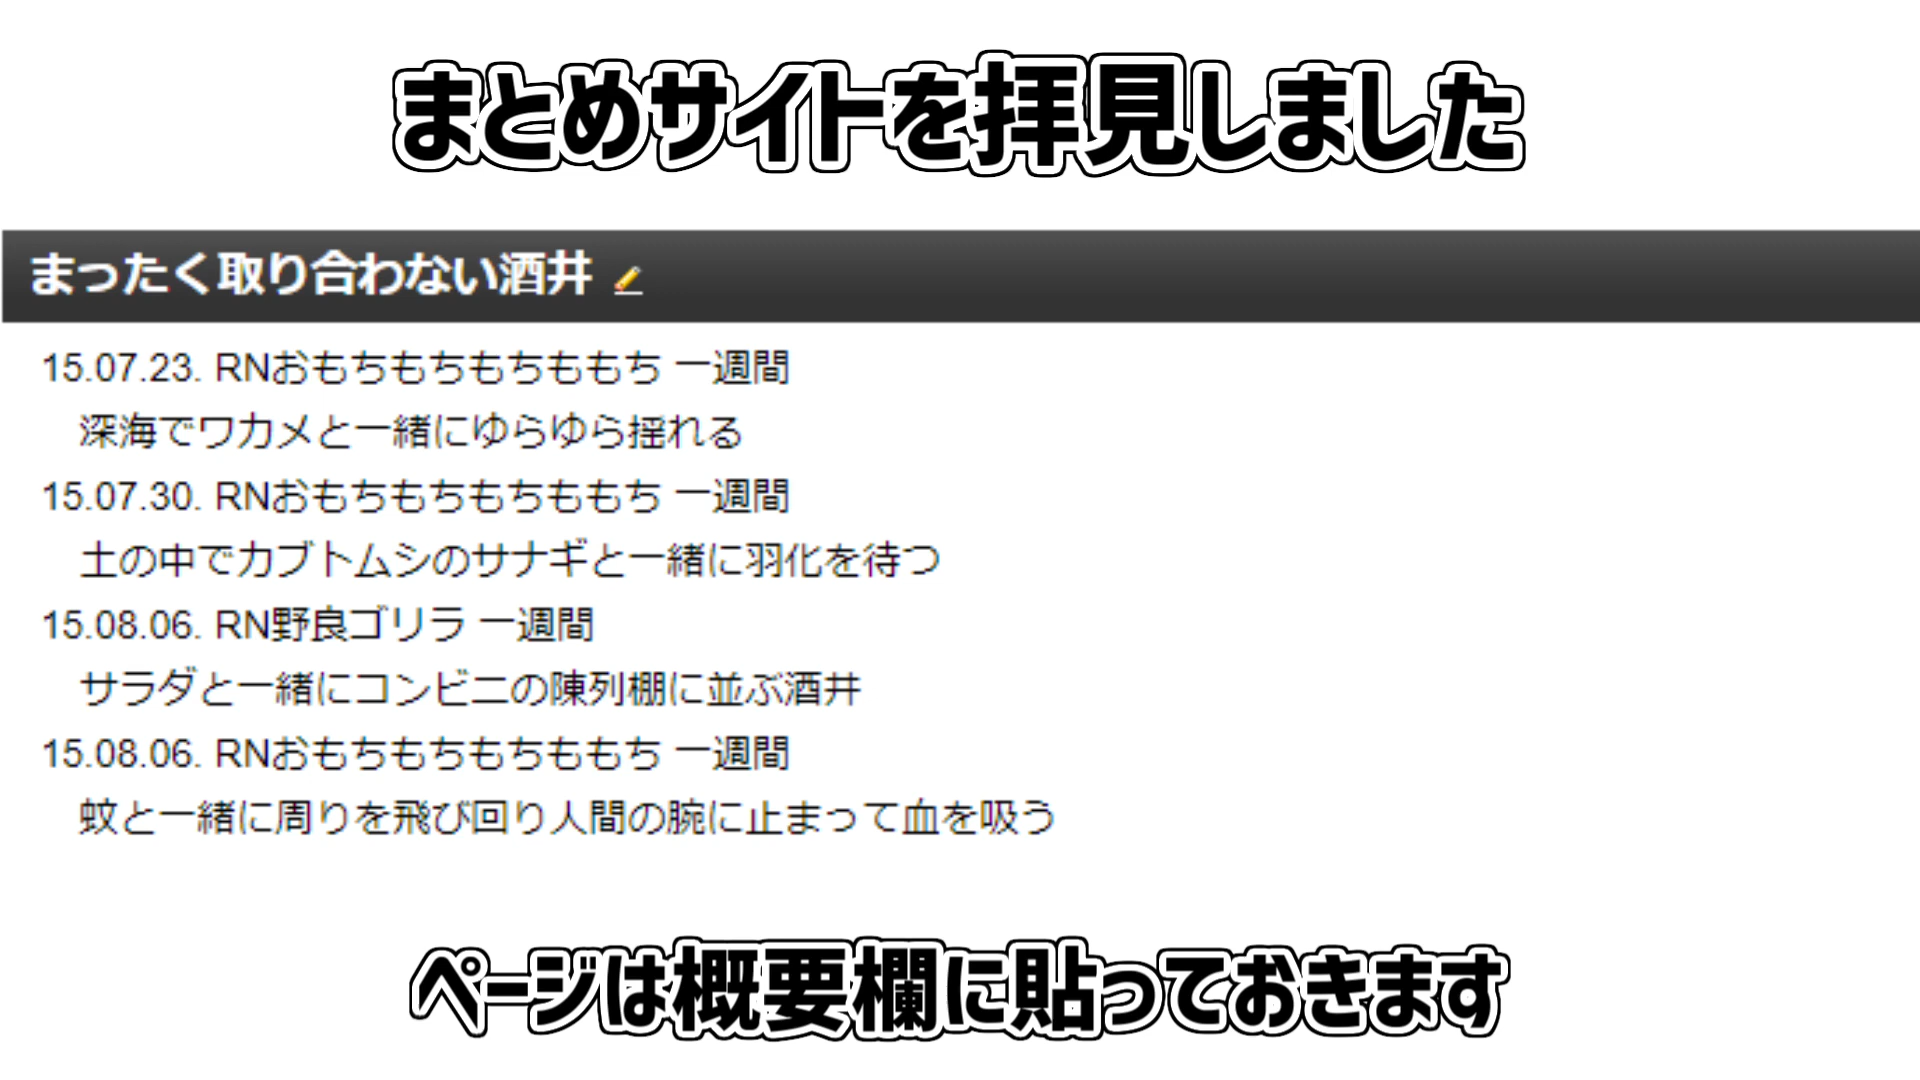 まとめサイトを拝見しました
まったく取り合わない酒井
15.07.23. RNおもちもちもちももち 一週間
深海でワカメと一緒にゆらゆら揺れる
15.07.30. RNおもちもちもちももち 一週間
土の中でカブトムシのサナギと一緒に羽化を待つ
15.08.06. RN野良ゴリラ 一週間
サラダと一緒にコンビニの陳列棚に並ぶ酒井
15.08.06. RNおもちもちもちももち 一週間
蚊と一緒に周りを飛び回り人間の腕に止まって血を吸う
ページは概要欄に貼っておきます